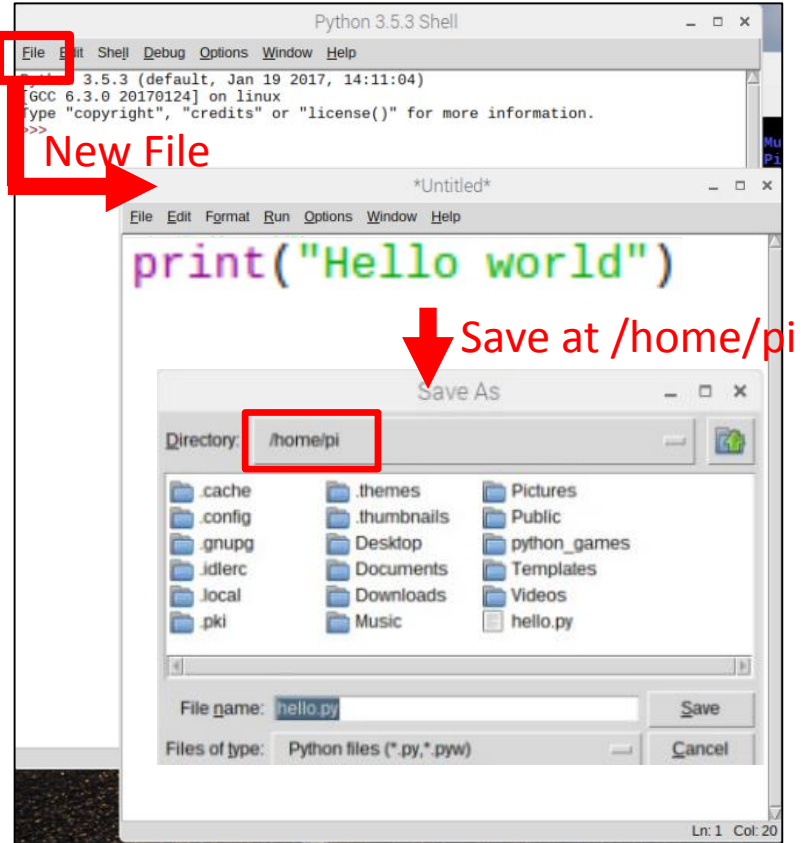 Python 3.5.3 Shell
File Edit Shell Debug Options Window Help
Python 3.5.3 (default, Jan 19 2017, 14:11:04)
[GCC 6.3.0 20170124] on linux
Type "copyright", "credits" or "license()" for more information.
>>>
New File
Mu
Pi
*Untitled*
File Edit Format Run Options Window Help
print("Hello world")
Save at /home/pi
Save As
Directory: /home/pi
.cache .themes Pictures
.config .thumbnails Public
.gnupg Desktop python_games
.idlerc Documents Templates
.local Downloads Videos
.pki Music hello.py
File name: hello.py Save
Files of type: Python files (*.py,*.pyw) Cancel
Ln: 1 Col: 20